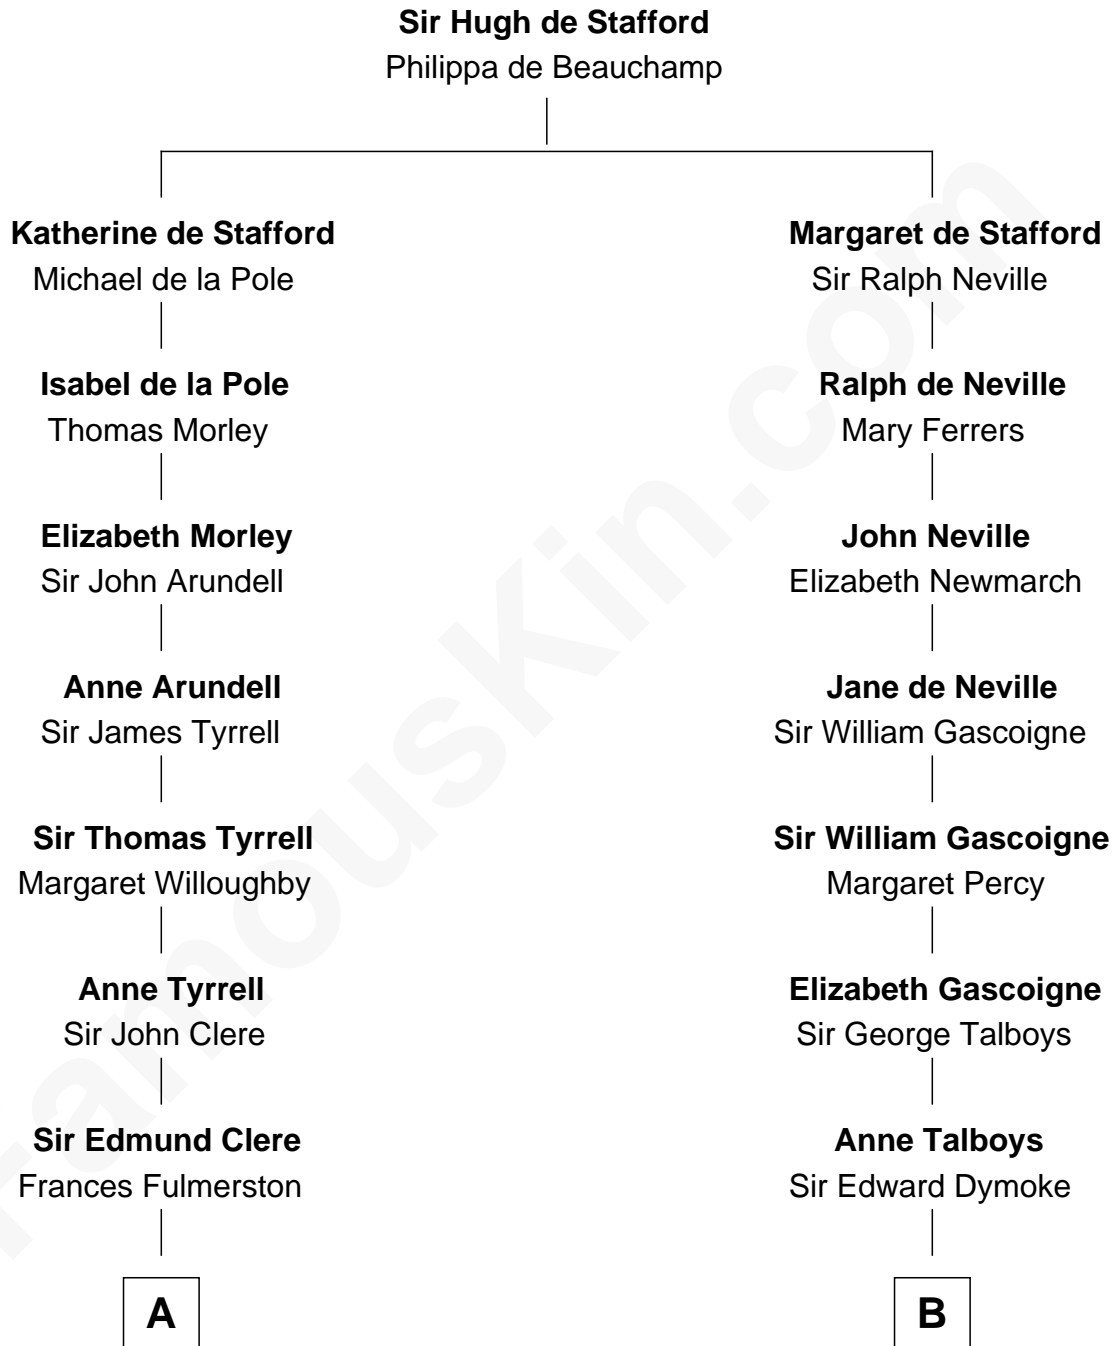 Sir Hugh de Stafford
Philippa de Beauchamp
Katherine de Stafford
Michael de la Pole
Margaret de Stafford
Sir Ralph Neville
Isabel de la Pole
Thomas Morley
Ralph de Neville
Mary Ferrers
Elizabeth Morley
Sir John Arundell
John Neville
Elizabeth Newmarch
Anne Arundell
Sir James Tyrrell
Jane de Neville
Sir William Gascoigne
Sir Thomas Tyrrell
Margaret Willoughby
Sir William Gascoigne
Margaret Percy
Anne Tyrrell
Sir John Clere
Elizabeth Gascoigne
Sir George Talboys
Sir Edmund Clere
Frances Fulmerston
Anne Talboys
Sir Edward Dymoke
A
B
FamousKin.com